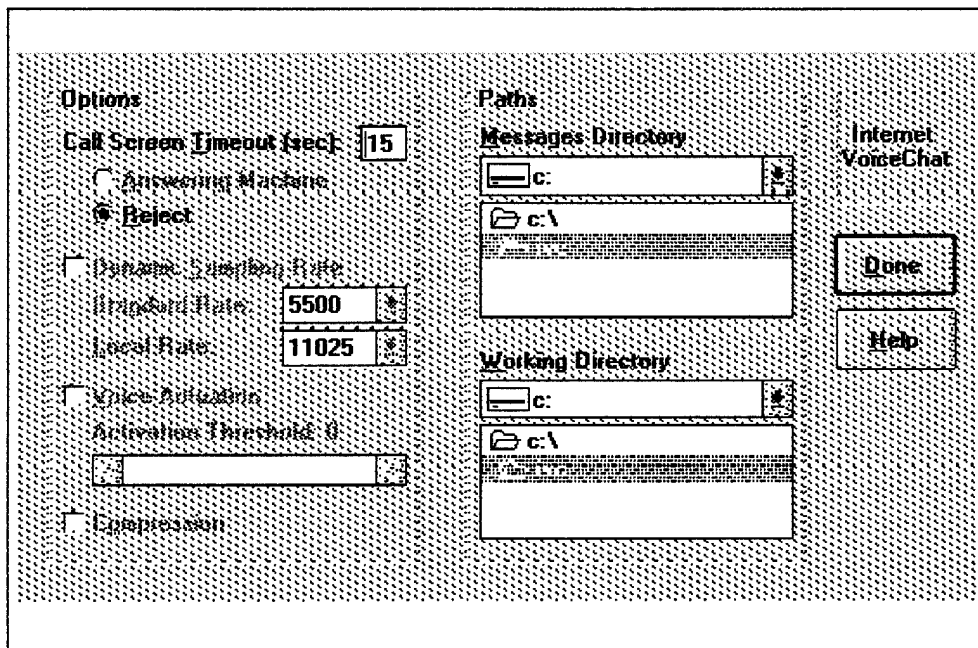 Options
Call Screen Timeout (sec): 15
Answering Machine
Reject
Dynamic Sampling Rate
Standard Rate: 5500
Local Rate: 11025
Voice Activation
Activation Threshold: 0
Compression
Paths
Messages Directory
c:
c:\
Working Directory
c:
c:\
Internet
VoiceChat
Done
Help